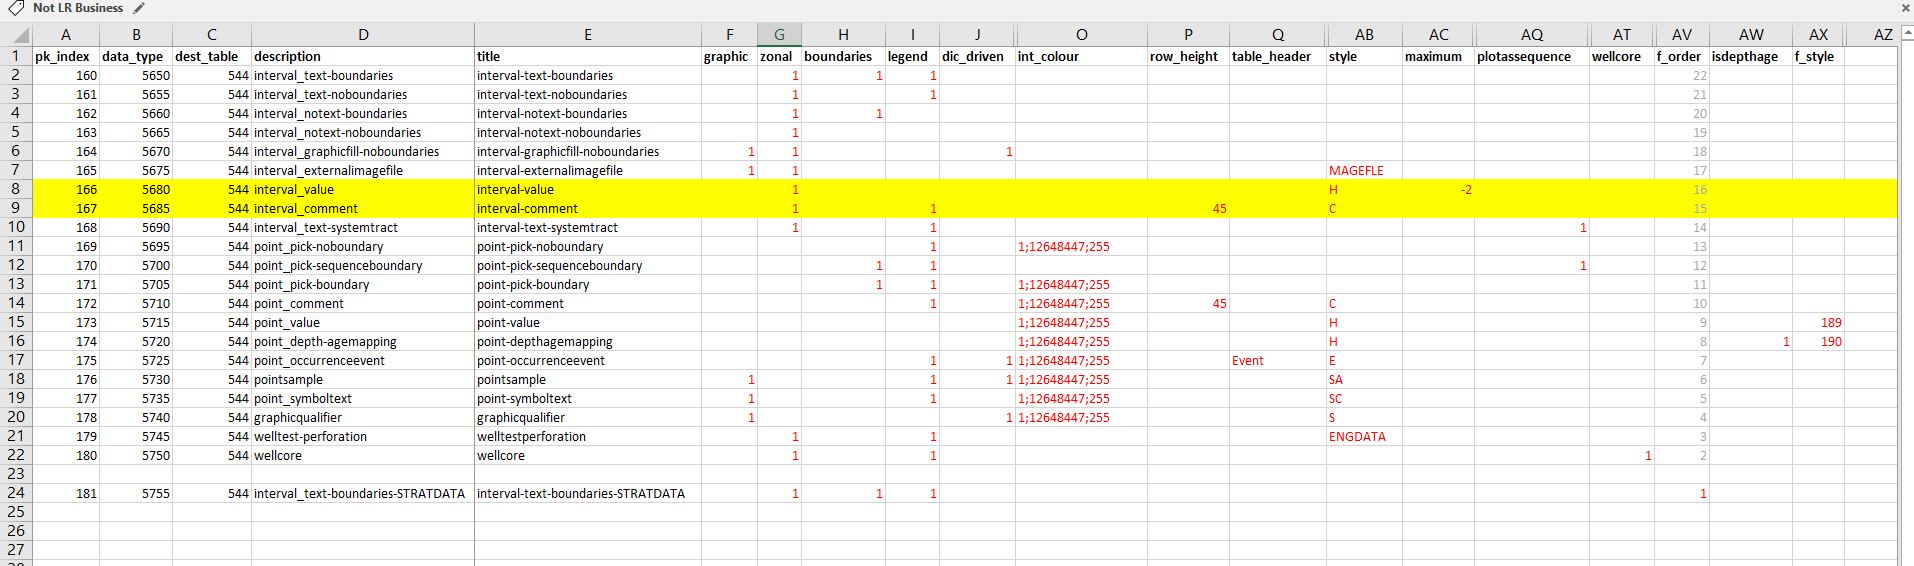 Not LR Business
A B C D E F G H I J O P Q AB AC AQ AT AV AW AX AZ
1 pk_index data_type dest_table description title graphic zonal boundaries legend dic_driven int_colour row_height table_header style maximum plotassequence wellcore f_order isdepthage f_style
2 160 5650 544 interval_text-boundaries interval-text-boundaries 1 1 1 22
3 161 5655 544 interval_text-noboundaries interval-text-noboundaries 1 1 21
4 162 5660 544 interval_notext-boundaries interval-notext-boundaries 1 1 20
5 163 5665 544 interval_notext-noboundaries interval-notext-noboundaries 1 19
6 164 5670 544 interval_graphicfill-noboundaries interval-graphicfill-noboundaries 1 1 1 18
7 165 5675 544 interval_externalimagefile interval-externalimagefile 1 1 MAGEFLE 17
8 166 5680 544 interval_value interval-value 1 H -2 16
9 167 5685 544 interval_comment interval-comment 1 1 45 C 15
10 168 5690 544 interval_text-systemtract interval-text-systemtract 1 1 1 14
11 169 5695 544 point_pick-noboundary point-pick-noboundary 1 1;12648447;255 13
12 170 5700 544 point_pick-sequenceboundary point-pick-sequenceboundary 1 1 1 12
13 171 5705 544 point_pick-boundary point-pick-boundary 1 1 1;12648447;255 11
14 172 5710 544 point_comment point-comment 1 1;12648447;255 45 C 10
15 173 5715 544 point_value point-value 1;12648447;255 H 9 189
16 174 5720 544 point_depth-agemapping point-depthagemapping 1;12648447;255 H 8 1 190
17 175 5725 544 point_occurrenceevent point-occurrenceevent 1 1 1;12648447;255 Event E 7
18 176 5730 544 pointsample pointsample 1 1 1 1;12648447;255 SA 6
19 177 5735 544 point_symboltext point-symboltext 1 1 1;12648447;255 SC 5
20 178 5740 544 graphicqualifier graphicqualifier 1 1 1;12648447;255 S 4
21 179 5745 544 welltest-perforation welltestperforation 1 1 ENGDATA 3
22 180 5750 544 wellcore wellcore 1 1 1 2
23
24 181 5755 544 interval_text-boundaries-STRATDATA interval-text-boundaries-STRATDATA 1 1 1 1
25
26
27